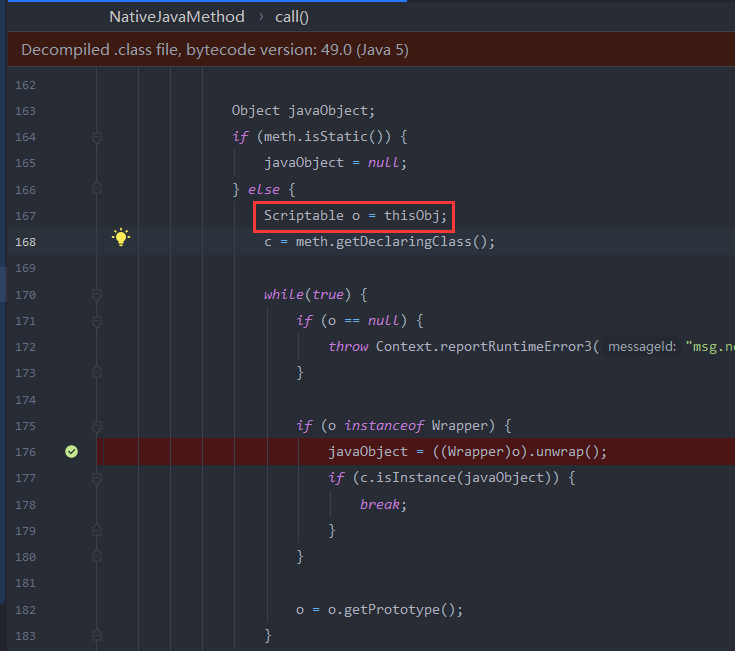 NativeJavaMethod › call()
Decompiled .class file, bytecode version: 49.0 (Java 5)
162
163 Object javaObject;
164 if (meth.isStatic()) {
165 javaObject = null;
166 } else {
167 Scriptable o = thisObj;
168 c = meth.getDeclaringClass();
169
170 while(true) {
171 if (o == null) {
172 throw Context.reportRuntimeError3( messageId: "msg.no
173 }
174
175 if (o instanceof Wrapper) {
176 javaObject = ((Wrapper)o).unwrap();
177 if (c.isInstance(javaObject)) {
178 break;
179 }
180 }
181
182 o = o.getPrototype();
183 }